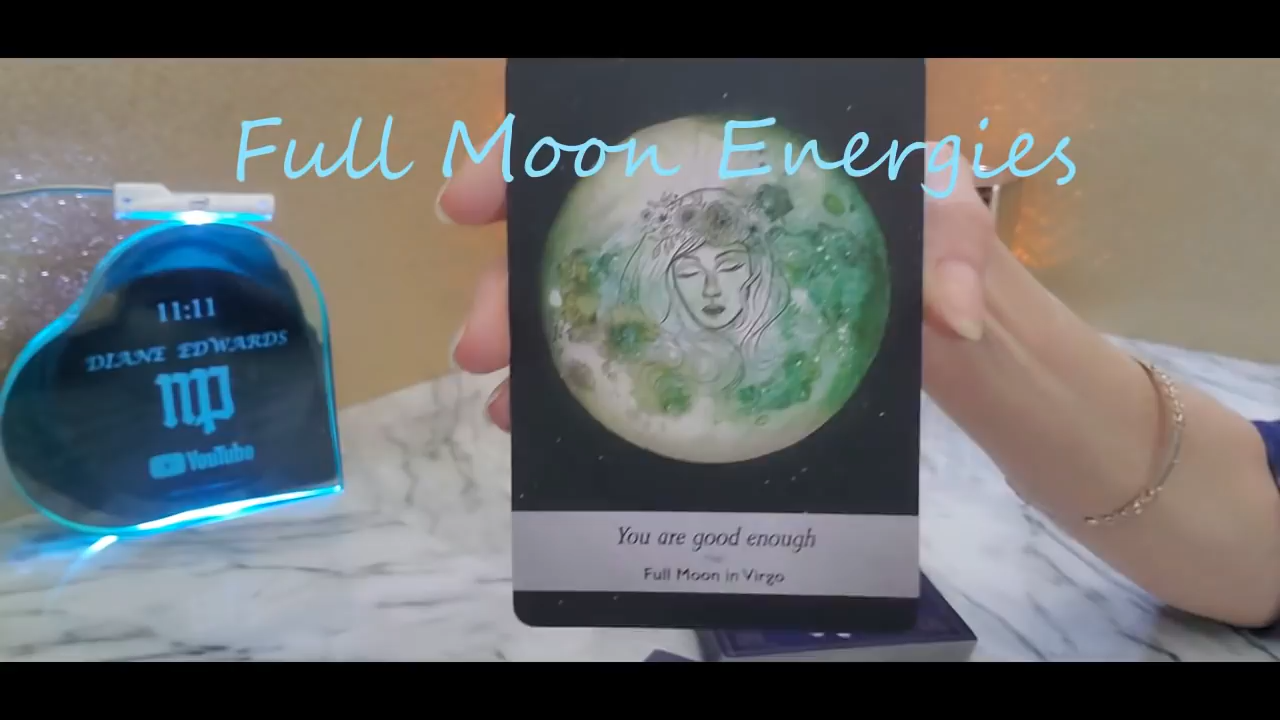 Full Moon Energies
11:11
DIANE EDWARDS
YouTube
You are good enough
Full Moon in Virgo